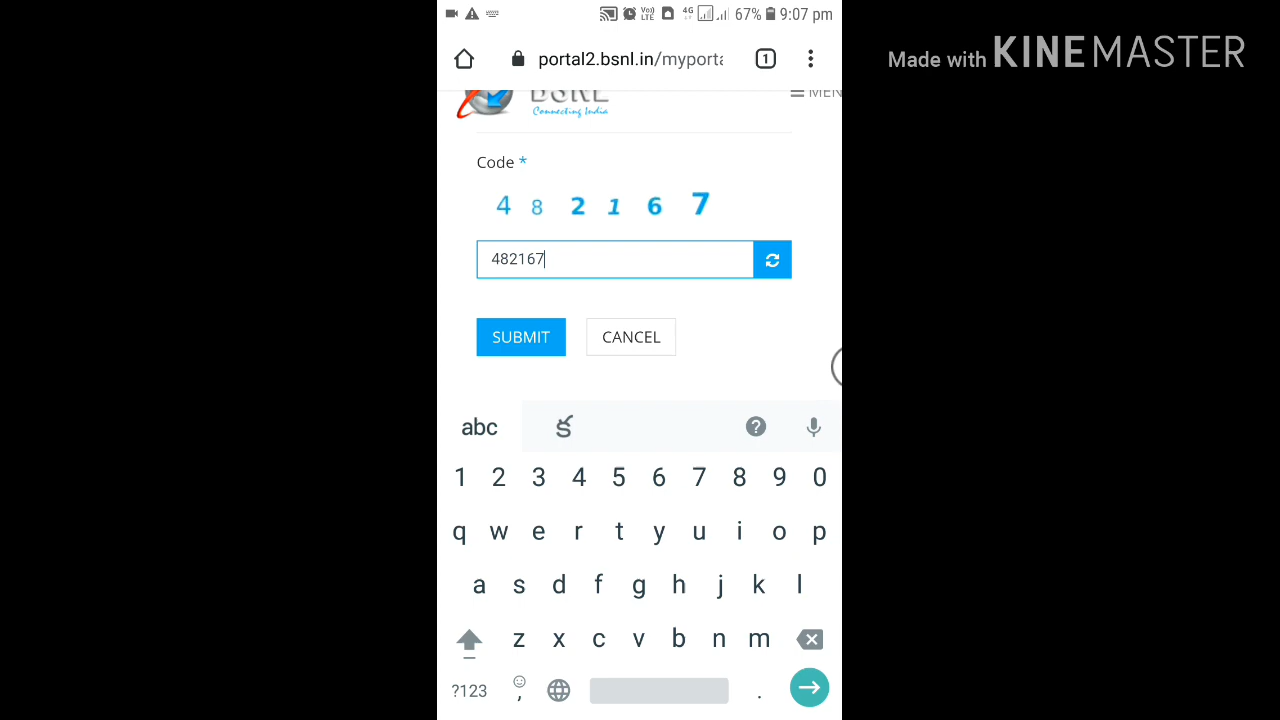 67% 9:07 pm
Made with KINEMASTER
portal2.bsnl.in/myporta
1
BSNL
MEN
Connecting India
Code *
4 8 2 1 6 7
482167
SUBMIT CANCEL
abc క
1 2 3 4 5 6 7 8 9 0
q w e r t y u i o p
a s d f g h j k l
z x c v b n m
?123 , .